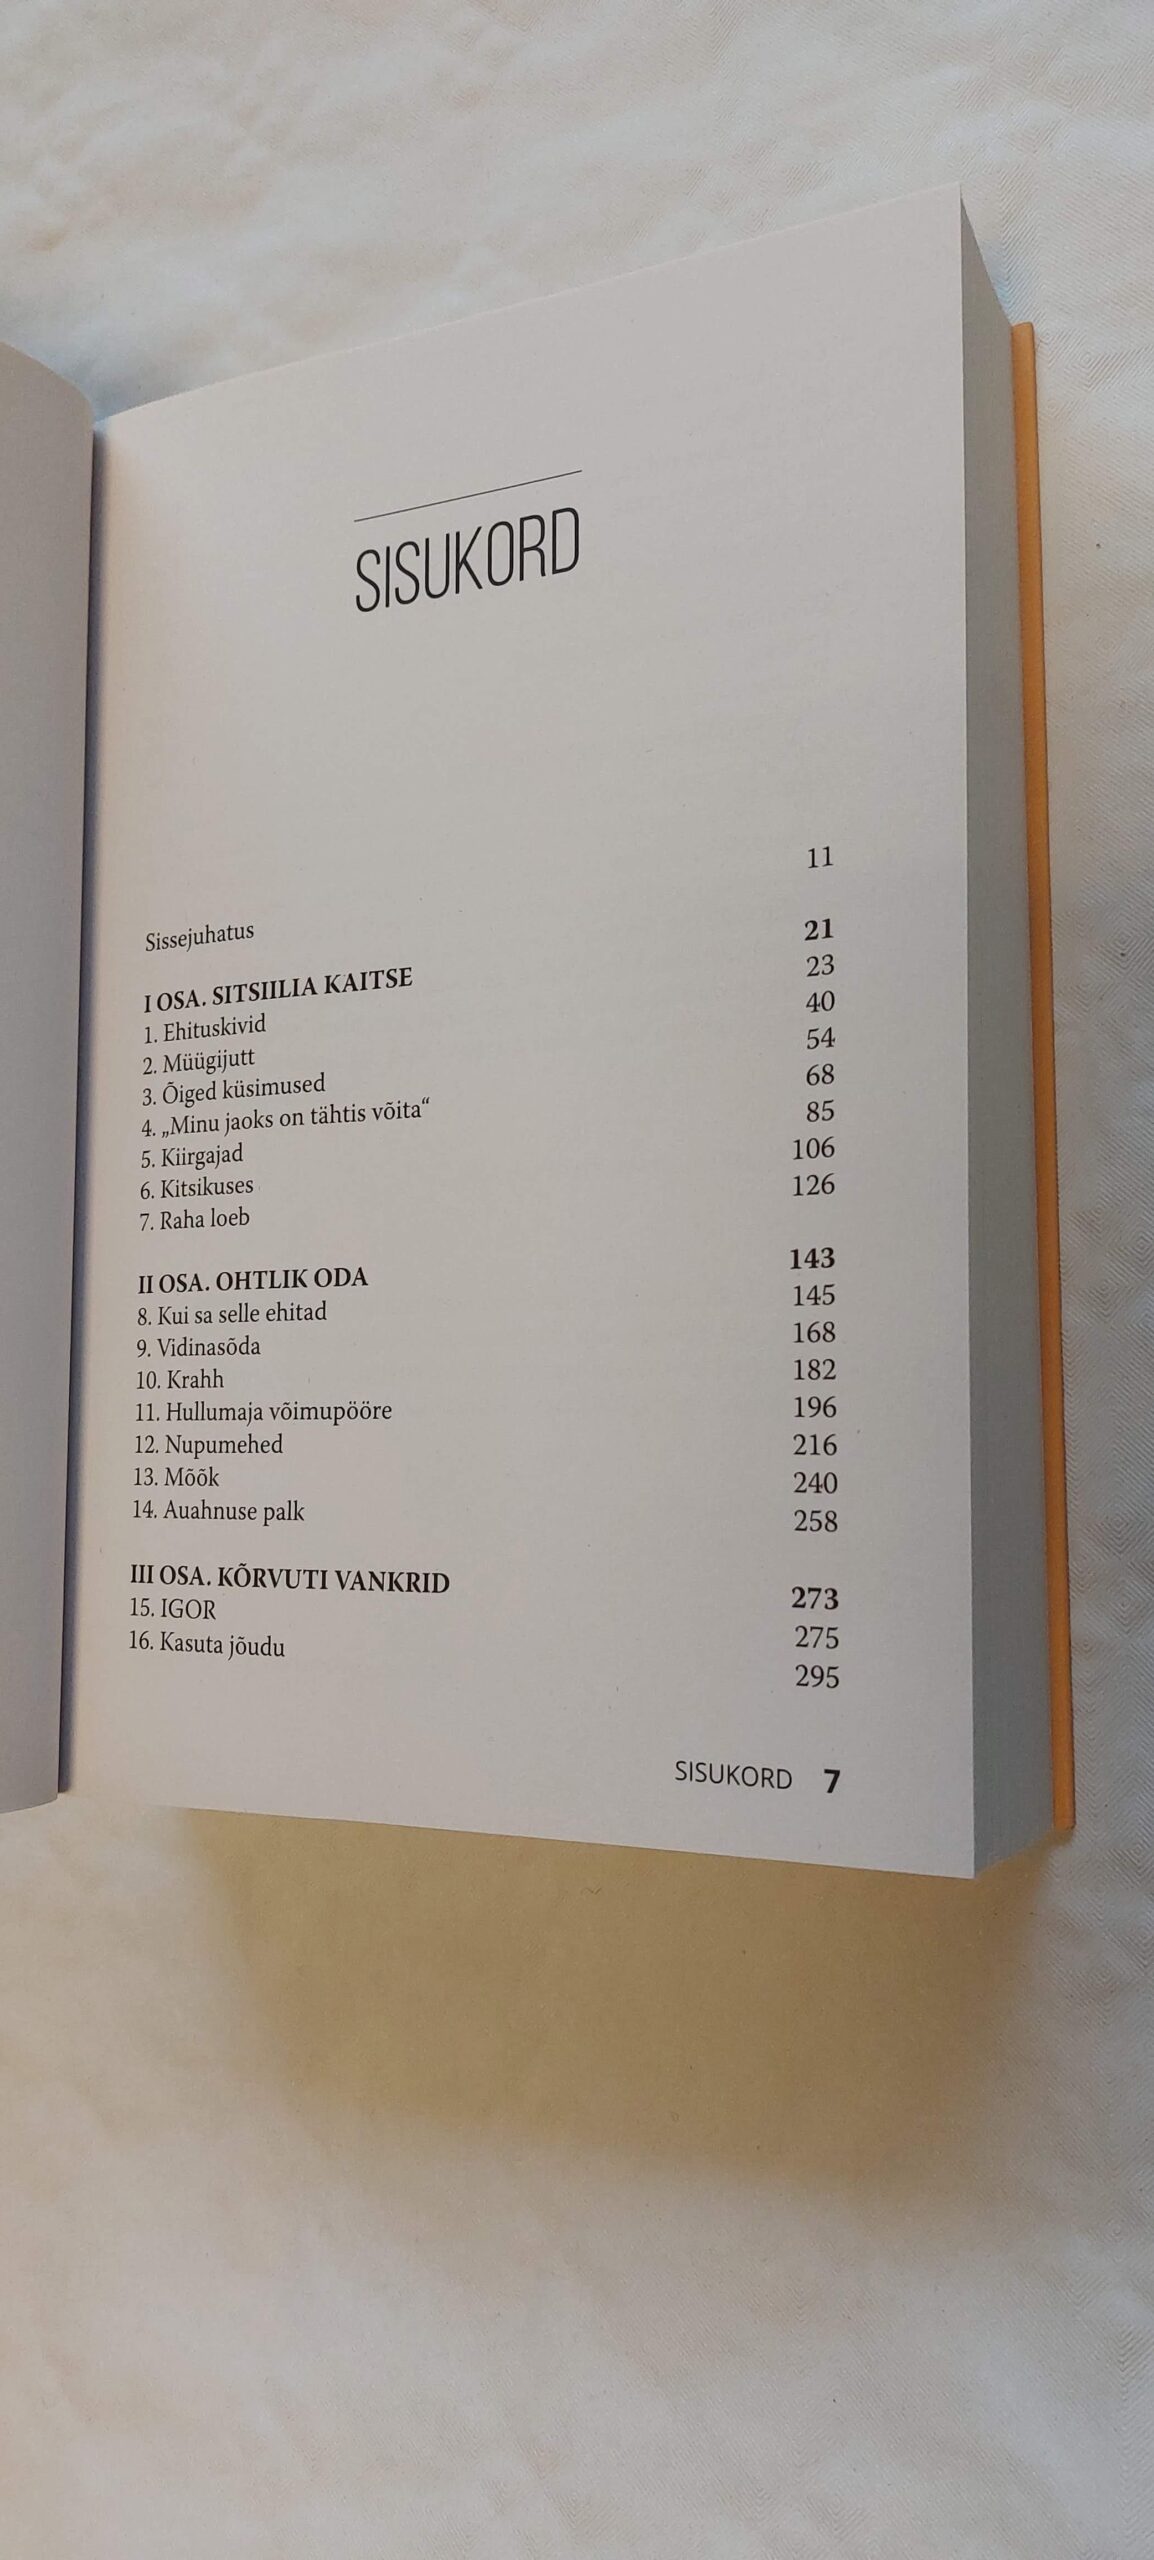 SISUKORD
Sissejuhatus 11
I OSA. SITSIILIA KAITSE 21
1. Ehituskivid 23
2. Müügijutt 40
3. Õiged küsimused 54
4. „Minu jaoks on tähtis võita“ 68
5. Kiirgajad 85
6. Kitsikuses 106
7. Raha loeb 126
II OSA. OHTLIK ODA 143
8. Kui sa selle ehitad 145
9. Vidinasõda 168
10. Krahh 182
11. Hullumaja võimupööre 196
12. Nupumehed 216
13. Mõõk 240
14. Auahnuse palk 258
III OSA. KÕRVUTI VANKRID 273
15. IGOR 275
16. Kasuta jõudu 295
SISUKORD 7